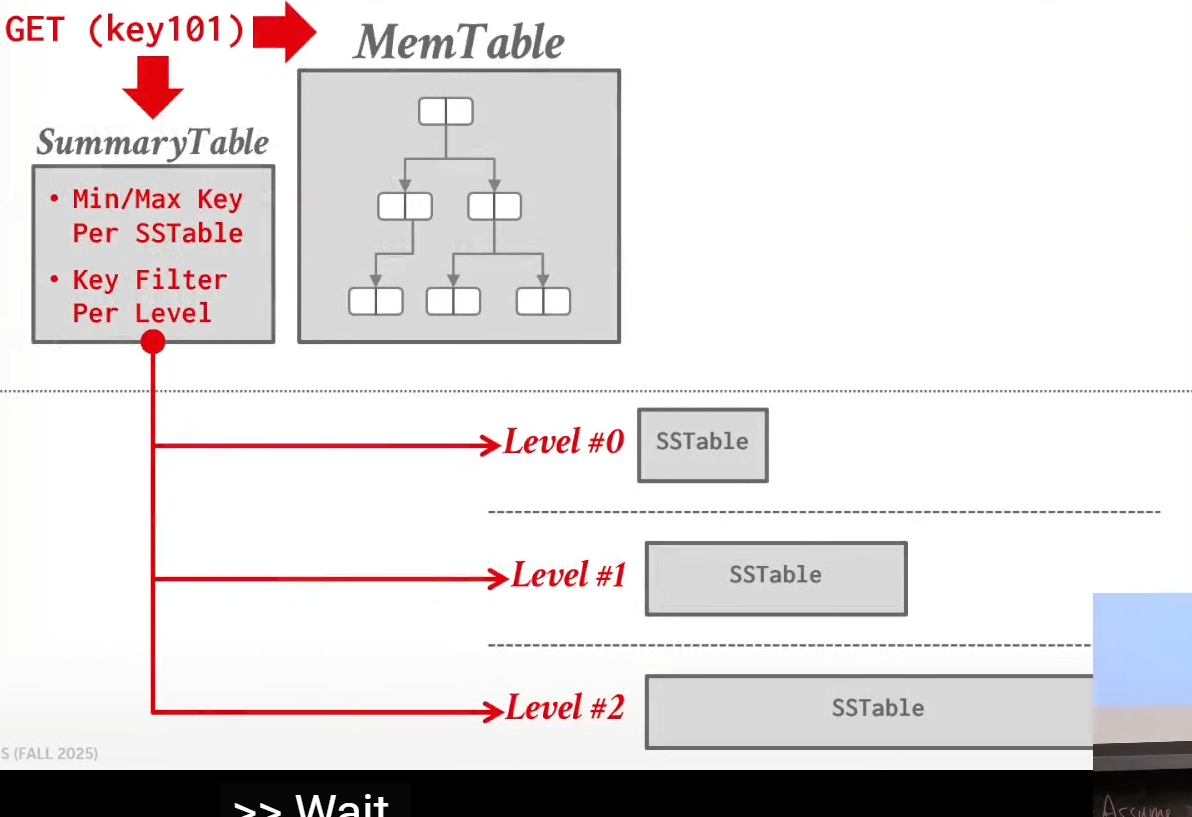 GET (key101)
MemTable
SummaryTable
• Min/Max Key
Per SSTable
• Key Filter
Per Level
Level #0
SSTable
Level #1
SSTable
Level #2
SSTable
S (FALL 2025)
>> Wait
Assume